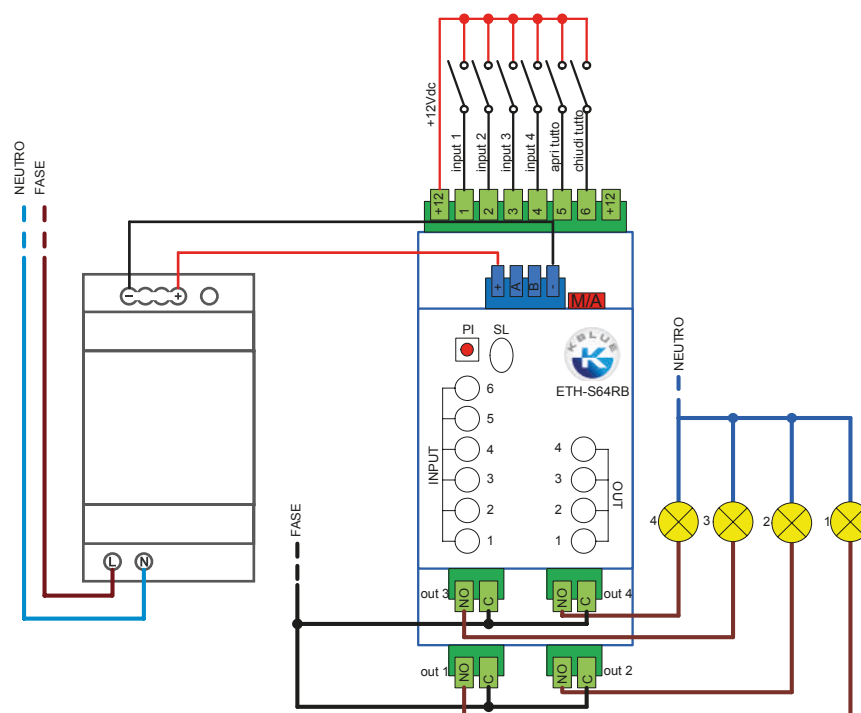 +12Vdc
input 1
input 2
input 3
input 4
apri tutto
chiudi tutto
+12
1
2
3
4
5
6
+12
NEUTRO
FASE
− +
+ A B -
M/A
PI
SL
KBLUE
K
ETH-S64RB
NEUTRO
INPUT
6
5
4
3
2
1
OUT
4
3
2
1
4
3
2
1
FASE
L
N
out 3
NO
C
NO
C
out 4
out 1
NO
C
NO
C
out 2